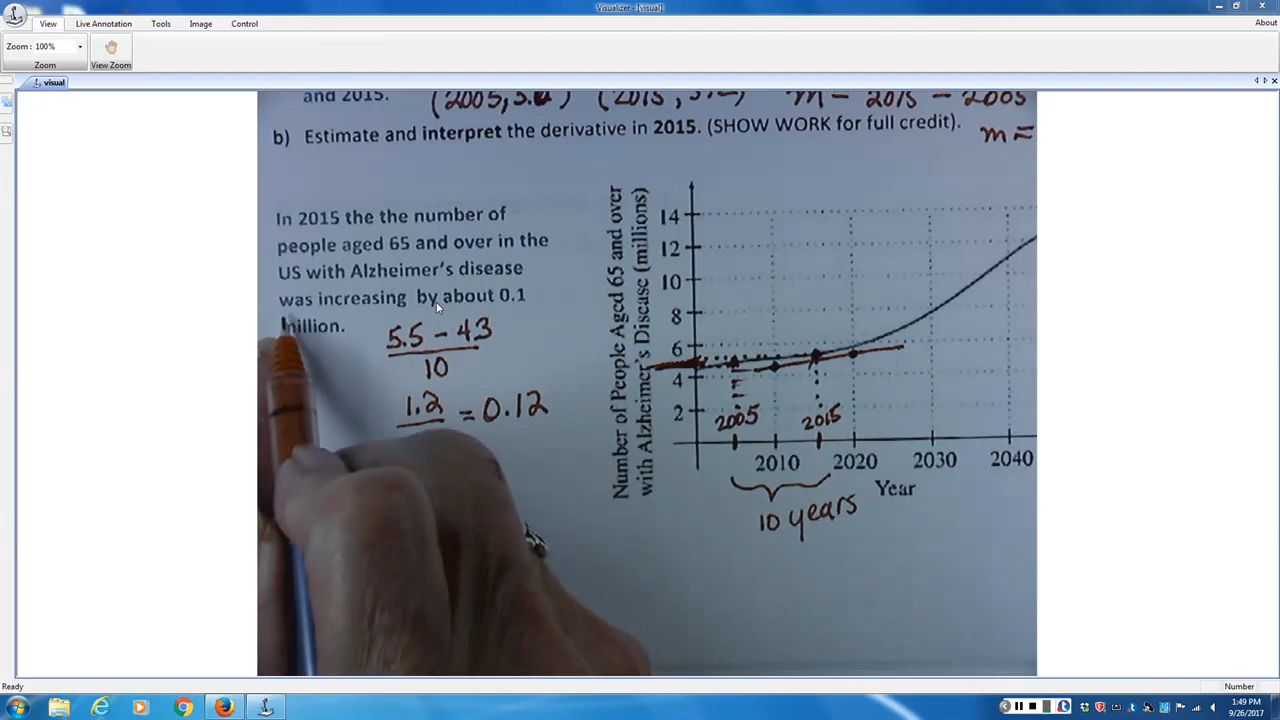 Visualizer - [visual]
View Live Annotation Tools Image Control About
Zoom : 100%
Zoom View Zoom
visual
and 2015. (2005, ) (2015, ) m = 2015 - 2005
b) Estimate and interpret the derivative in 2015. (SHOW WORK for full credit).
m =
In 2015 the the number of
people aged 65 and over in the
US with Alzheimer's disease
was increasing by about 0.1
million.
5.5 - 4.3
10
1.2 = 0.12
Number of People Aged 65 and over
with Alzheimer's Disease (millions)
14
12
10
8
6
4
2
2005 2015
2010 2020 2030 2040
Year
10 years
Ready Number
1:49 PM
9/26/2017